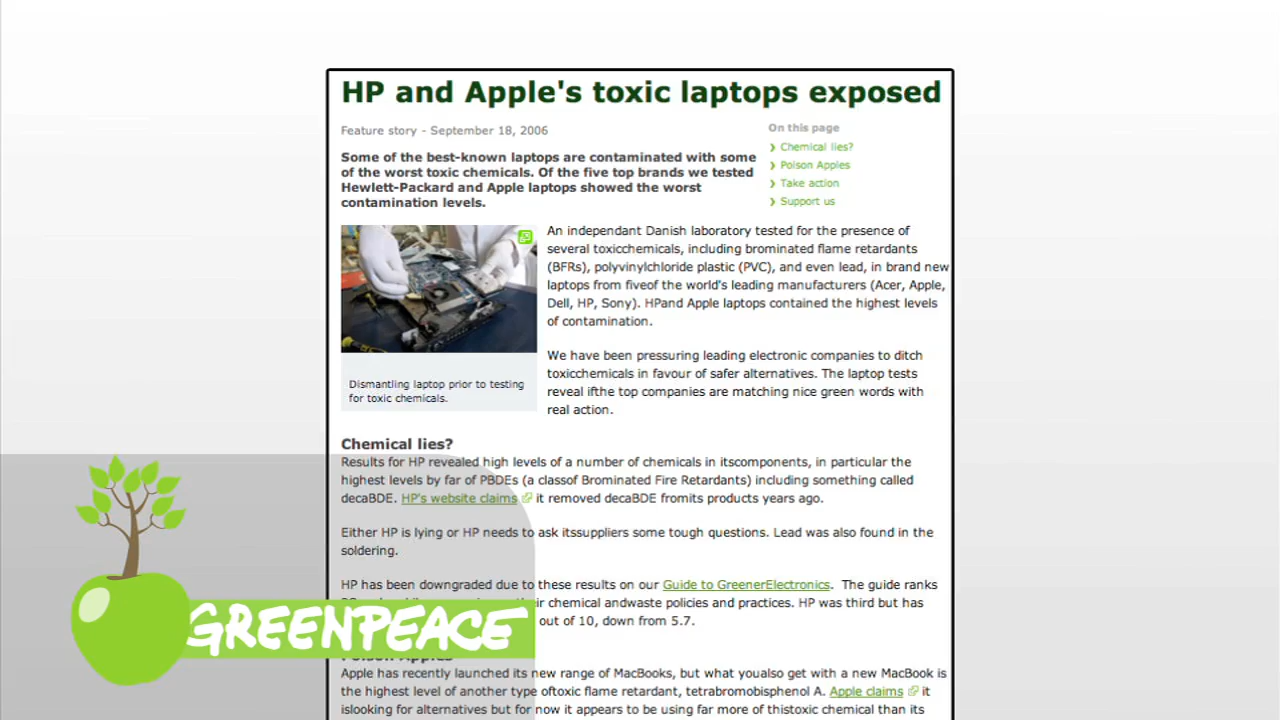 HP and Apple's toxic laptops exposed
Feature story - September 18, 2006
On this page
Chemical lies?
Poison Apples
Take action
Support us
Some of the best-known laptops are contaminated with some
of the worst toxic chemicals. Of the five top brands we tested
Hewlett-Packard and Apple laptops showed the worst
contamination levels.
An independant Danish laboratory tested for the presence of
several toxicchemicals, including brominated flame retardants
(BFRs), polyvinylchloride plastic (PVC), and even lead, in brand new
laptops from fiveof the world's leading manufacturers (Acer, Apple,
Dell, HP, Sony). HPand Apple laptops contained the highest levels
of contamination.
We have been pressuring leading electronic companies to ditch
toxicchemicals in favour of safer alternatives. The laptop tests
reveal ifthe top companies are matching nice green words with
real action.
Dismantling laptop prior to testing
for toxic chemicals.
Chemical lies?
Results for HP revealed high levels of a number of chemicals in itscomponents, in particular the
highest levels by far of PBDEs (a classof Brominated Fire Retardants) including something called
decaBDE. HP's website claims it removed decaBDE fromits products years ago.
Either HP is lying or HP needs to ask itssuppliers some tough questions. Lead was also found in the
soldering.
HP has been downgraded due to these results on our Guide to GreenerElectronics. The guide ranks
chemical andwaste policies and practices. HP was third but has
out of 10, down from 5.7.
GREENPEACE
Apple has recently launched its new range of MacBooks, but what youalso get with a new MacBook is
the highest level of another type oftoxic flame retardant, tetrabromobisphenol A. Apple claims it
islooking for alternatives but for now it appears to be using far more of thistoxic chemical than its